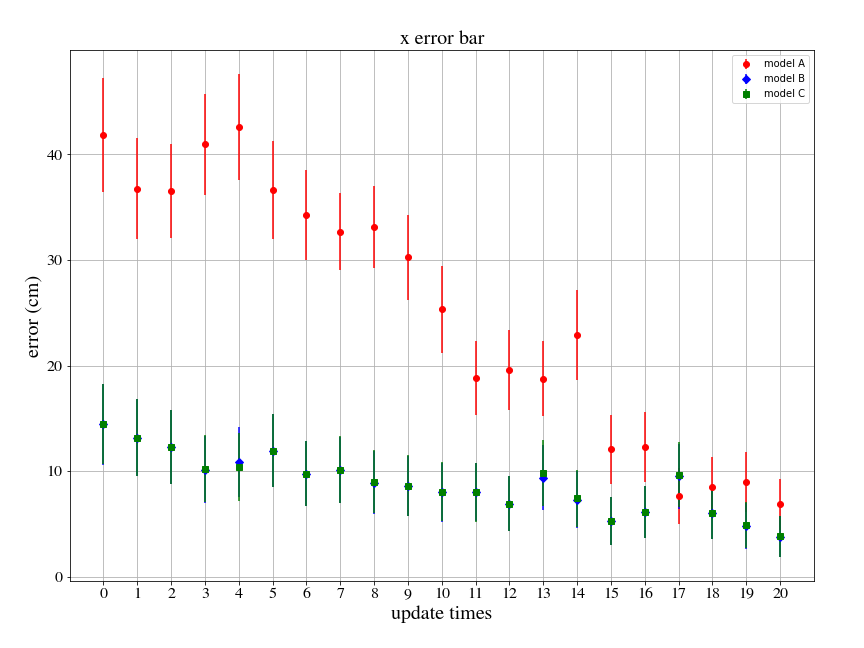 x error bar
model A
model B
model C
40
30
20
10
0
error (cm)
0 1 2 3 4 5 6 7 8 9 10 11 12 13 14 15 16 17 18 19 20
update times